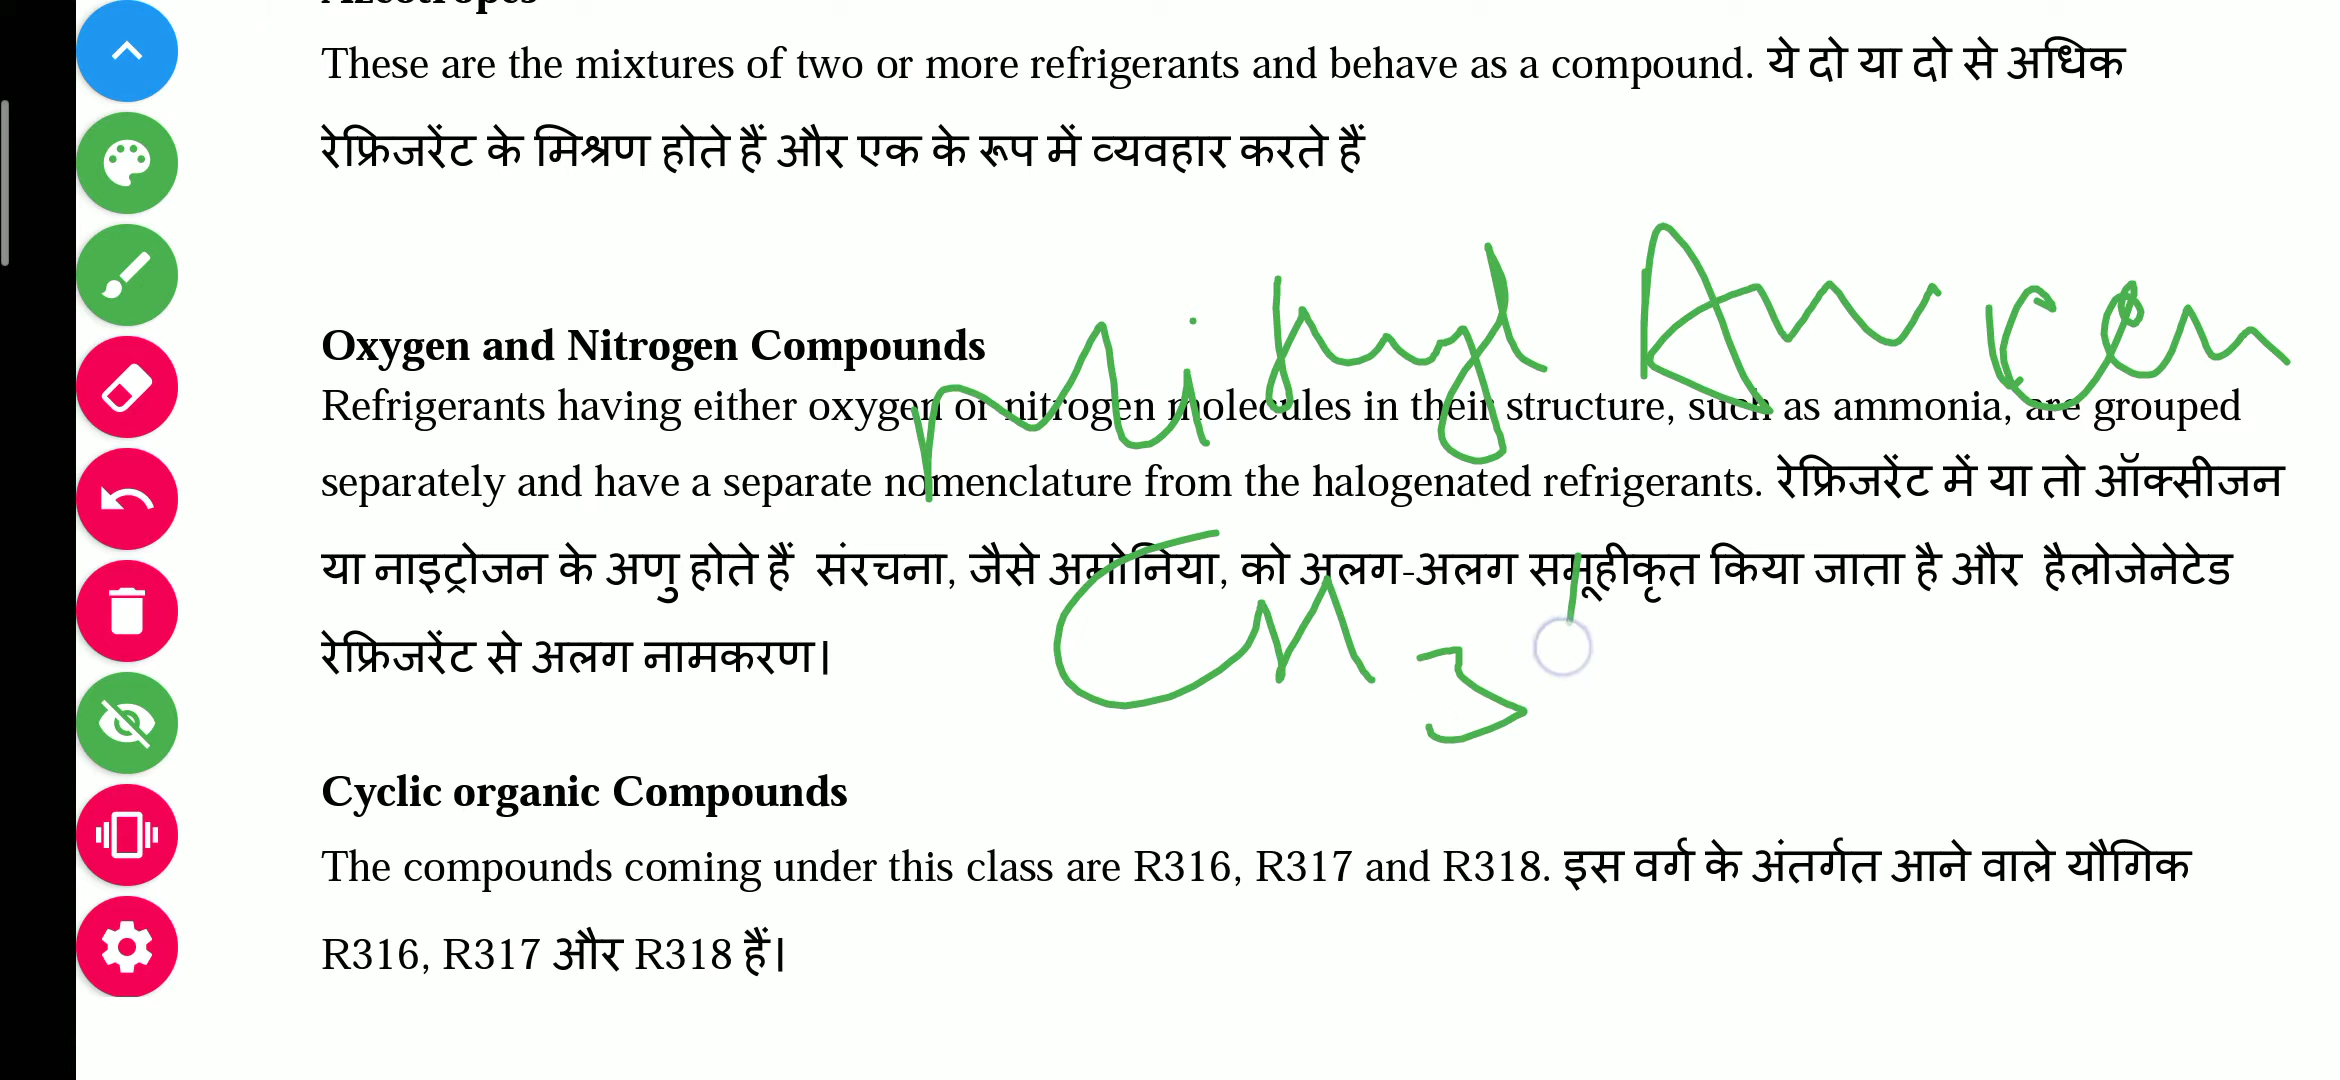 These are the mixtures of two or more refrigerants and behave as a compound. ये दो या दो से अधिक
रेफ्रिजरेंट के मिश्रण होते हैं और एक के रूप में व्यवहार करते हैं
Oxygen and Nitrogen Compounds
Refrigerants having either oxygen or nitrogen molecules in their structure, such as ammonia, are grouped
separately and have a separate nomenclature from the halogenated refrigerants. रेफ्रिजरेंट में या तो ऑक्सीजन
या नाइट्रोजन के अणु होते हैं संरचना, जैसे अमोनिया, को अलग-अलग समूहीकृत किया जाता है और हैलोजेनेटेड
रेफ्रिजरेंट से अलग नामकरण।
CH 3
Cyclic organic Compounds
The compounds coming under this class are R316, R317 and R318. इस वर्ग के अंतर्गत आने वाले यौगिक
R316, R317 और R318 हैं।